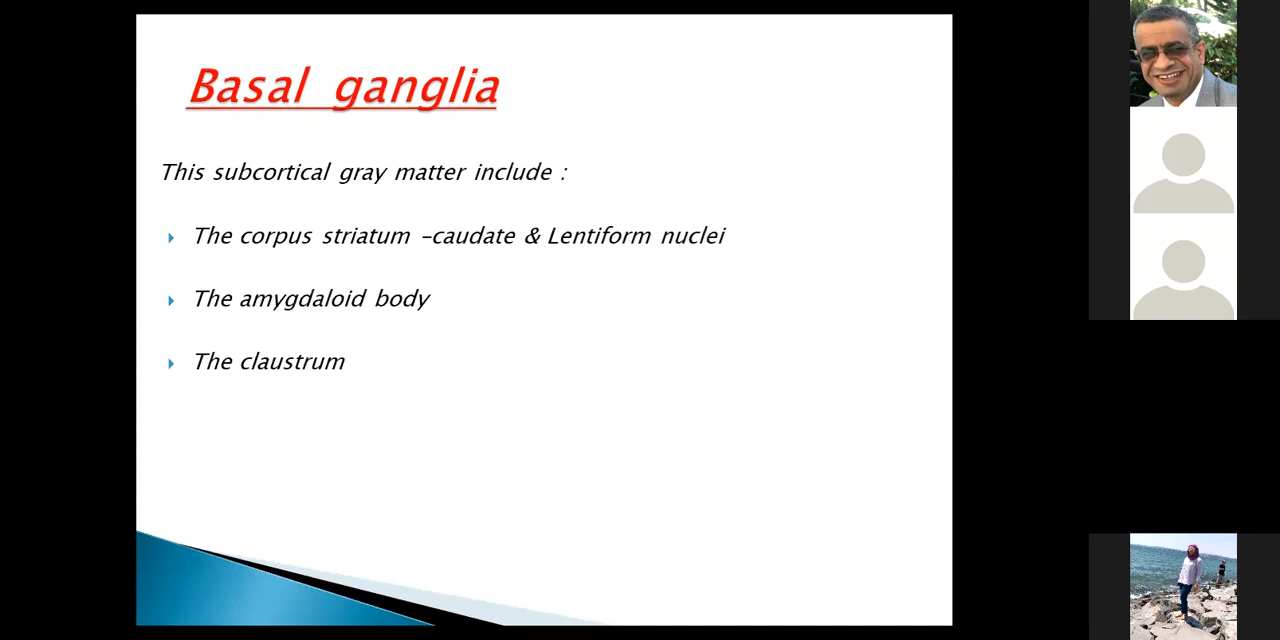 Basal ganglia
This subcortical gray matter include :
The corpus striatum -caudate & Lentiform nuclei
The amygdaloid body
The claustrum